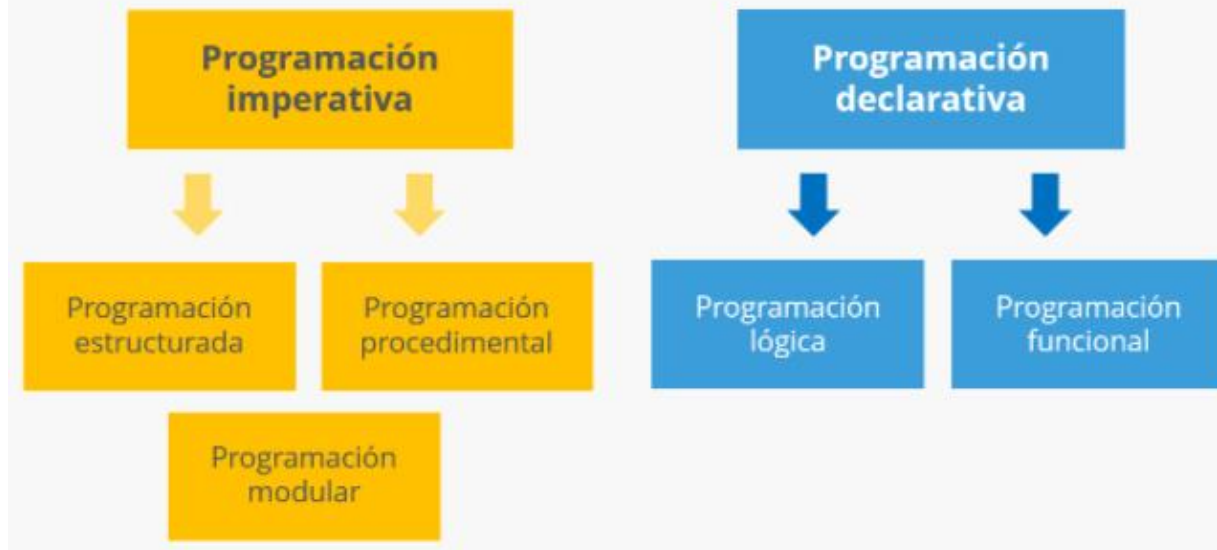 Programación
imperativa
Programación
declarativa
Programación
estructurada
Programación
procedimental
Programación
lógica
Programación
funcional
Programación
modular